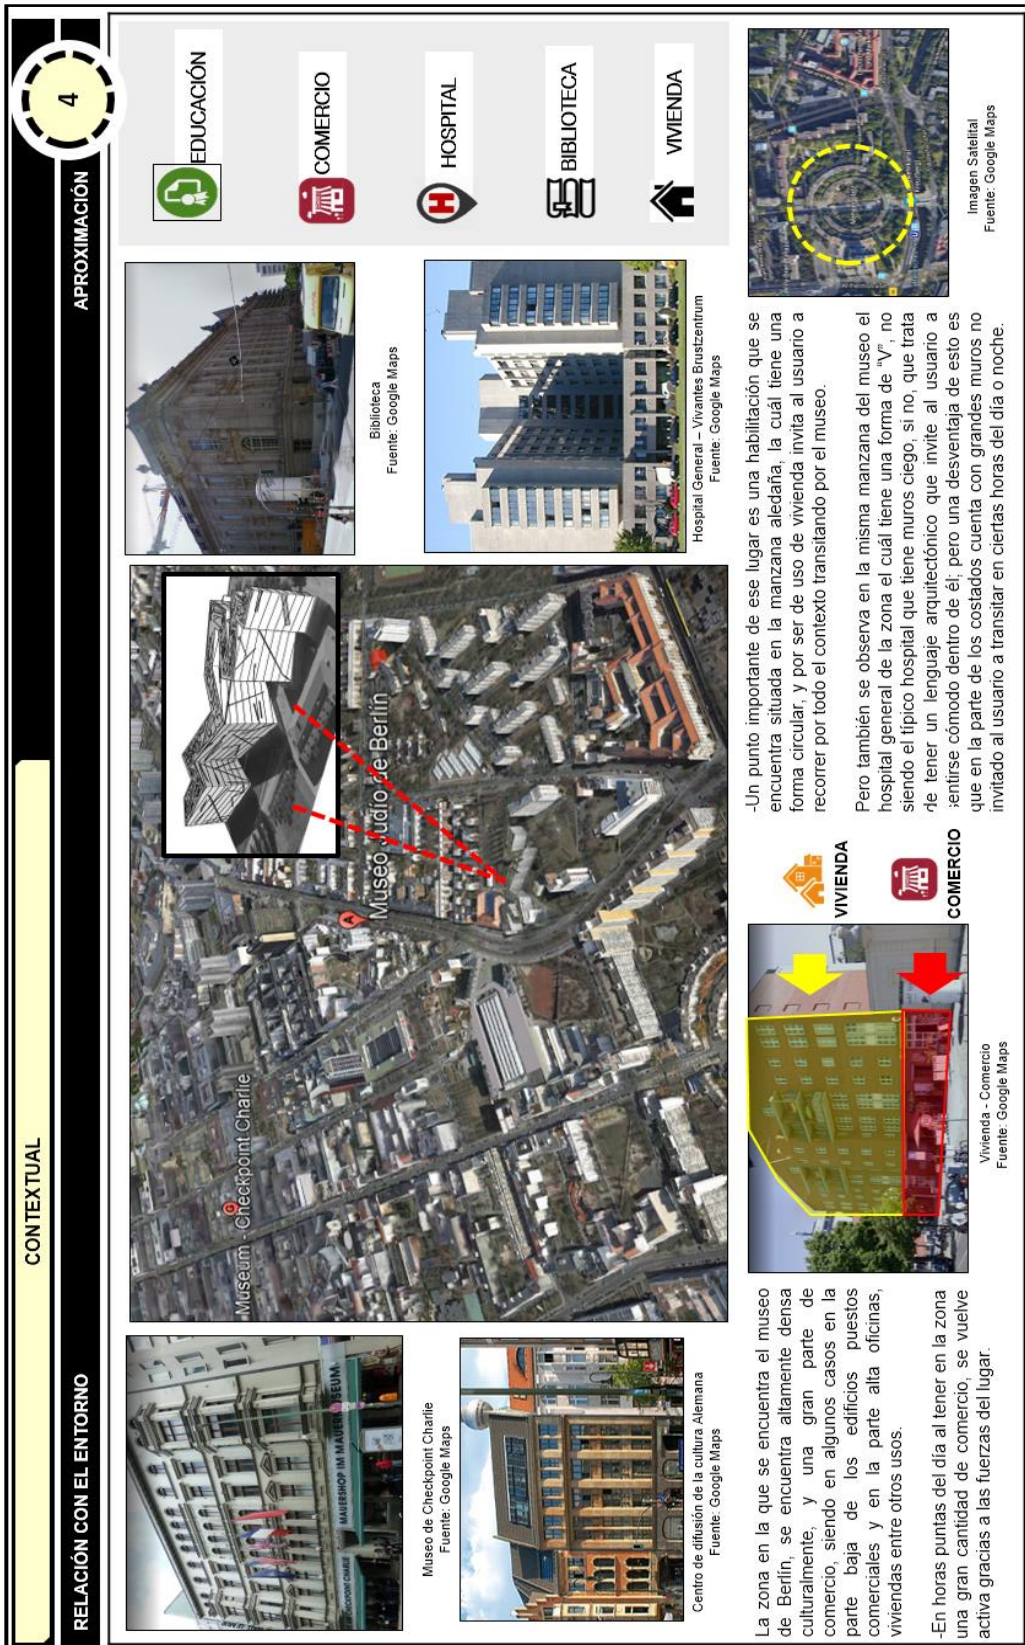 CONTEXTUAL
RELACIÓN CON EL ENTORNO
APROXIMACIÓN
4
MAUERSHOP IM MAUERMUSEUM
CHECKPOINT CHARLIE
Museo de Checkpoint Charlie
Fuente: Google Maps
Centro de difusión de la cultura Alemana
Fuente: Google Maps
Museum - Checkpoint Charlie
A
Museo Judío de Berlín
Biblioteca
Fuente: Google Maps
Hospital General – Vivantes Brustzentrum
Fuente: Google Maps
EDUCACIÓN
COMERCIO
H
HOSPITAL
BIBLIOTECA
VIVIENDA
La zona en la que se encuentra el museo
de Berlín, se encuentra altamente densa
culturalmente, y una gran parte de
comercio, siendo en algunos casos en la
parte baja de los edificios puestos
comerciales y en la parte alta oficinas,
viviendas entre otros usos.
-En horas puntas del día al tener en la zona
una gran cantidad de comercio, se vuelve
activa gracias a las fuerzas del lugar.
Vivienda - Comercio
Fuente: Google Maps
VIVIENDA
COMERCIO
-Un punto importante de ese lugar es una habilitación que se
encuentra situada en la manzana aledaña, la cuál tiene una
forma circular, y por ser de uso de vivienda invita al usuario a
recorrer por todo el contexto transitando por el museo.
Pero también se observa en la misma manzana del museo el
hospital general de la zona el cuál tiene una forma de "V", no
siendo el típico hospital que tiene muros ciego, si no, que trata
de tener un lenguaje arquitectónico que invite al usuario a
sentirse cómodo dentro de él; pero una desventaja de esto es
que en la parte de los costados cuenta con grandes muros no
invitado al usuario a transitar en ciertas horas del día o noche.
Imagen Satelital
Fuente: Google Maps